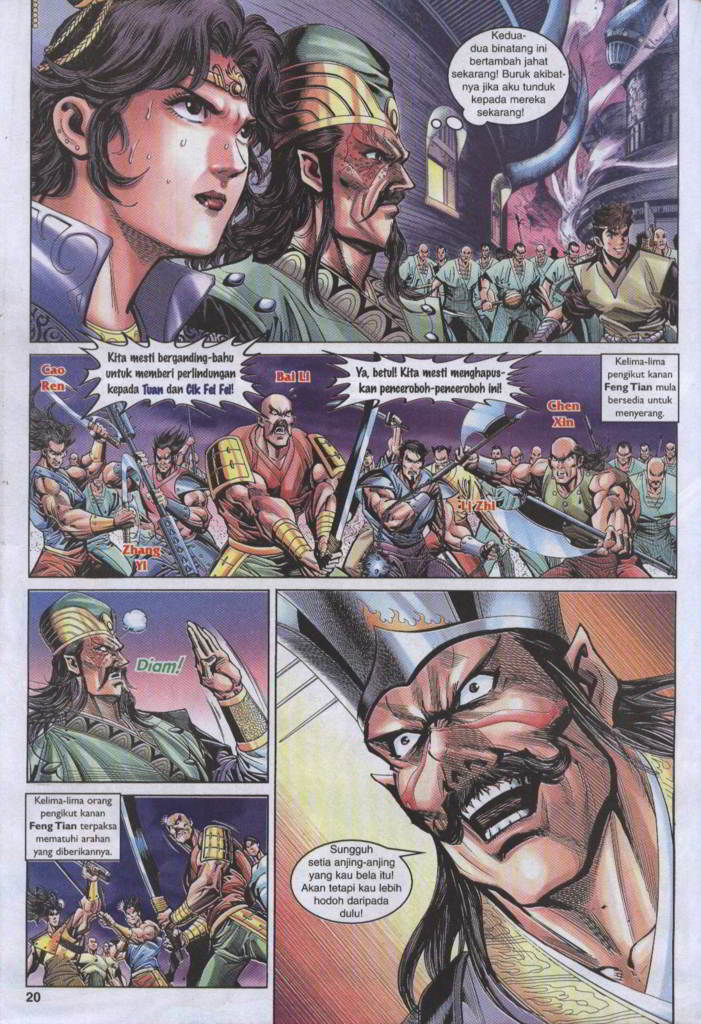 Kedua-
dua binatang ini
bertambah jahat
sekarang! Buruk akibat-
nya jika aku tunduk
kepada mereka
sekarang!
Kita mesti berganding-bahu
untuk memberi perlindungan
kepada Tuan dan Cik Fei Fei!
Ya, betul! Kita mesti menghapus-
kan penceroboh-penceroboh ini!
Kelima-lima
pengikut kanan
Feng Tian mula
bersedia untuk
menyerang.
Cao
Ren
Zhang
Yi
Bai Li
Li Zhi
Chen
Xin
Diam!
Kelima-lima orang
pengikut kanan
Feng Tian terpaksa
mematuhi arahan
yang diberikannya.
Sungguh
setia anjing-anjing
yang kau bela itu!
Akan tetapi kau lebih
hodoh daripada
dulu!
20